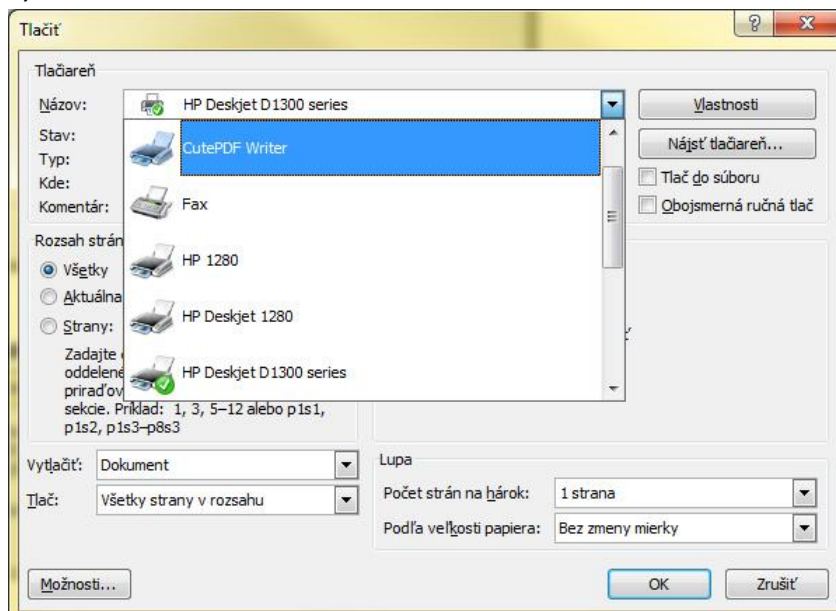 Tlačiť
Tlačiareň
Názov: HP Deskjet D1300 series Vlastnosti
Stav: CutePDF Writer Nájsť tlačiareň...
Typ:
Kde: Fax Tlač do súboru
Komentár: Obojsmerná ručná tlač
Rozsah strán
Všetky HP 1280
Aktuálna
Strany: HP Deskjet 1280
Zadajte
oddelené HP Deskjet D1300 series
priraďov
sekcie. Príklad: 1, 3, 5–12 alebo p1s1,
p1s2, p1s3–p8s3
Vytlačiť: Dokument
Tlač: Všetky strany v rozsahu
Lupa
Počet strán na hárok: 1 strana
Podľa veľkosti papiera: Bez zmeny mierky
Možnosti... OK Zrušiť